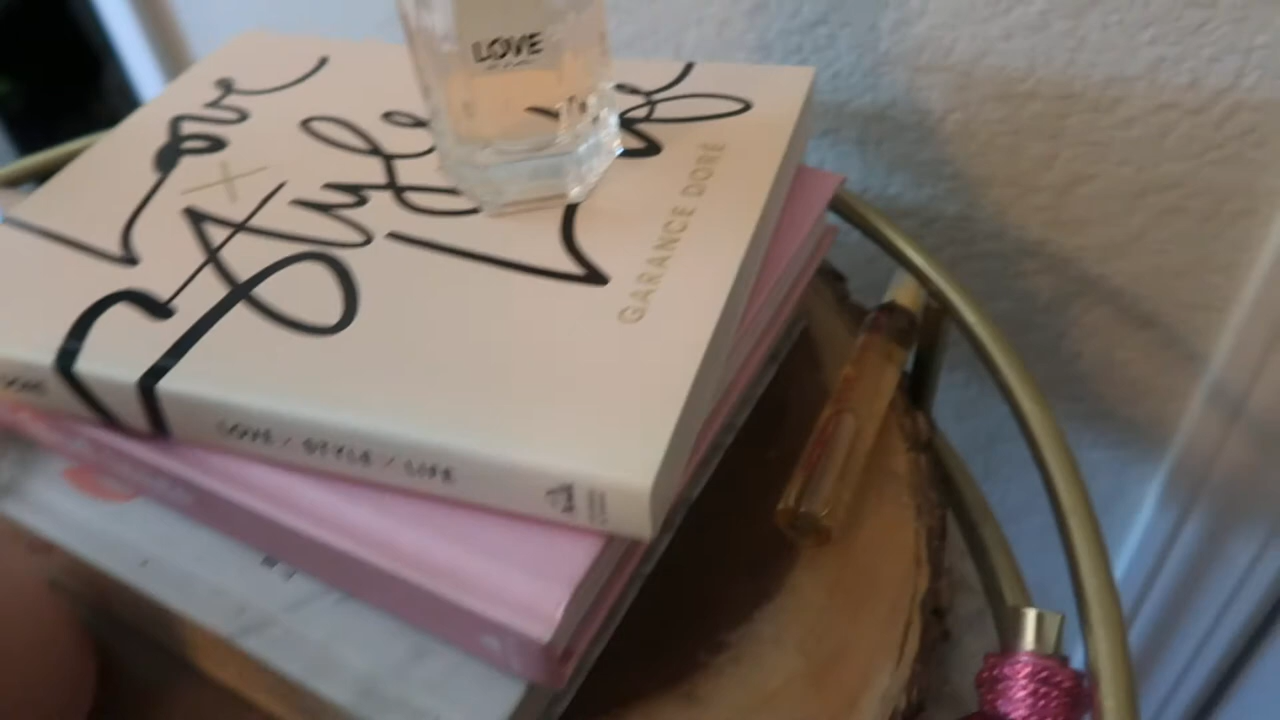 LOVE
Love
x
Style
Life
GARANCE DORÉ
LOVE / STYLE / LIFE